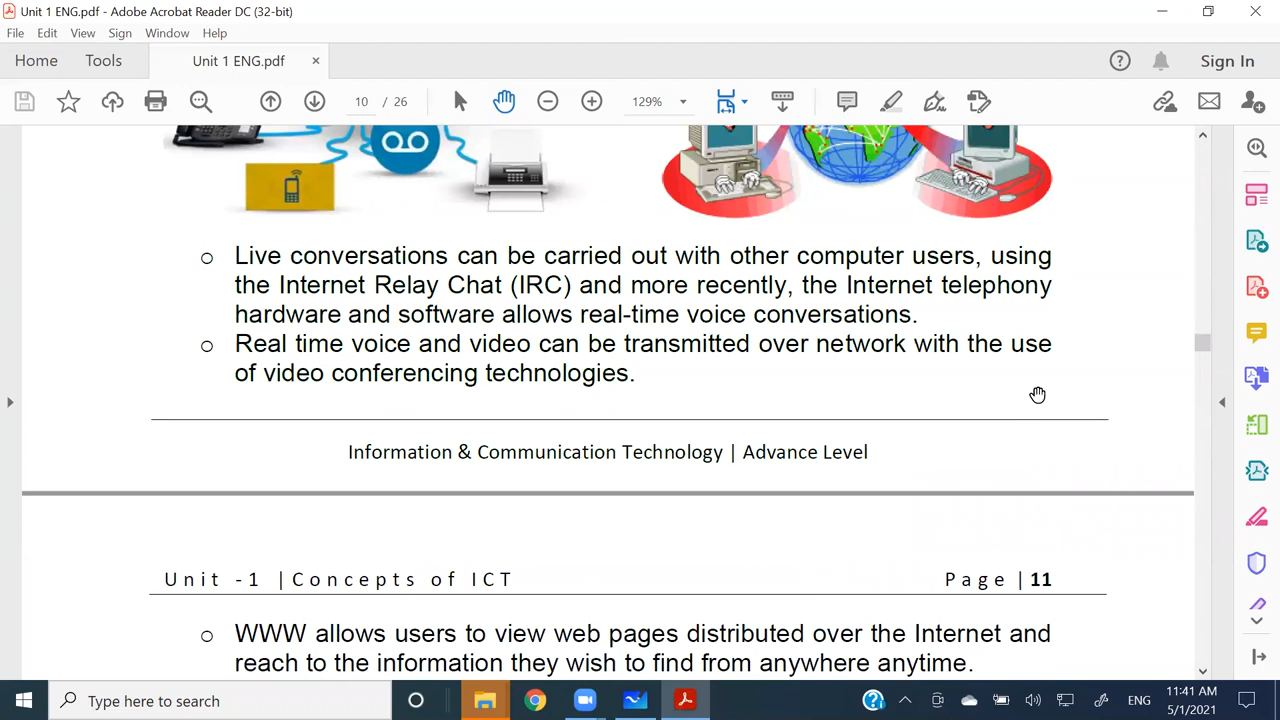 Unit 1 ENG.pdf - Adobe Acrobat Reader DC (32-bit)
File Edit View Sign Window Help
Home Tools Unit 1 ENG.pdf × Sign In
10 / 26 129%
o Live conversations can be carried out with other computer users, using
the Internet Relay Chat (IRC) and more recently, the Internet telephony
hardware and software allows real-time voice conversations.
o Real time voice and video can be transmitted over network with the use
of video conferencing technologies.
Information & Communication Technology | Advance Level
Unit -1 |Concepts of ICT Page |11
o WWW allows users to view web pages distributed over the Internet and
reach to the information they wish to find from anywhere anytime.
Type here to search
ENG
11:41 AM
5/1/2021